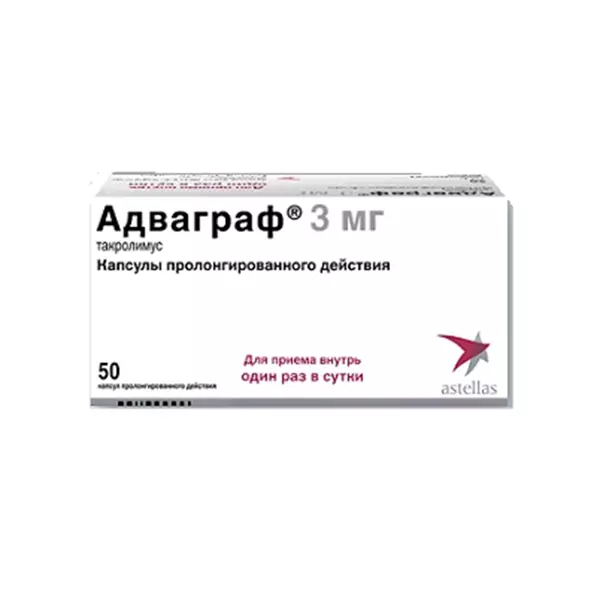 Адваграф® 3 мг
такролимус
Капсулы пролонгированного действия
Для приема внутрь
один раз в сутки
50
капсул пролонгированного действия
astellas